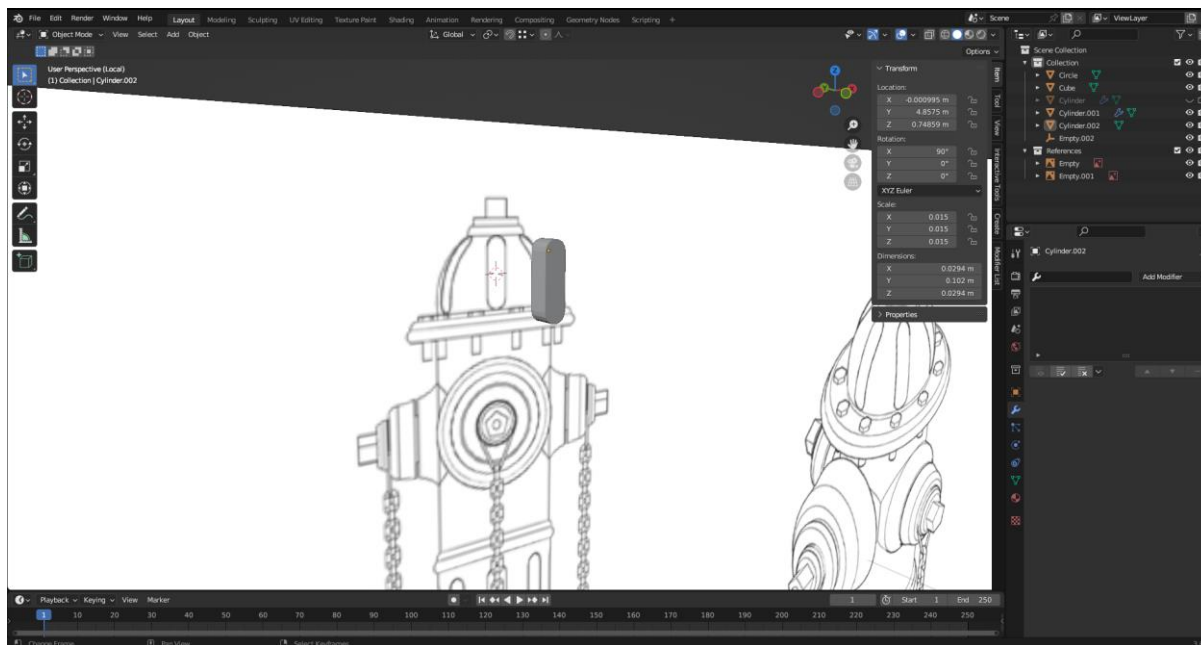 File Edit Render Window Help Layout Modeling Sculpting UV Editing Texture Paint Shading Animation Rendering Compositing Geometry Nodes Scripting + Scene ViewLayer
Object Mode View Select Add Object Global
Options
User Perspective (Local)
(1) Collection | Cylinder.002
Z
Transform
Location:
X -0.000995 m
Y 4.8575 m
Z 0.74859 m
Rotation:
X 90°
Y 0°
Z 0°
XYZ Euler
Scale:
X 0.015
Y 0.015
Z 0.015
Dimensions:
X 0.0294 m
Y 0.102 m
Z 0.0294 m
Properties
Item
Tool
View
Interactive Tools
Create
Modifier List
Scene Collection
Collection
Circle
Cube
Cylinder
Cylinder.001
Cylinder.002
Empty.002
References
Empty
Empty.001
Cylinder.002
Add Modifier
Playback Keying View Marker 1 Start 1 End 250
1 10 20 30 40 50 60 70 80 90 100 110 120 130 140 150 160 170 180 190 200 210 220 230 240 250
Change Frame Pan View Select Keyframes